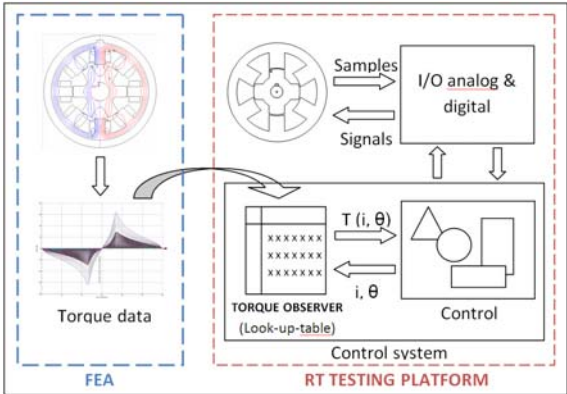 Samples
Signals
I/O analog &
digital
Torque data
FEA
x x x x x x x
x x x x x x x
x x x x x x x
T (i, θ)
i, θ
TORQUE OBSERVER
(Look-up-table)
Control
Control system
RT TESTING PLATFORM